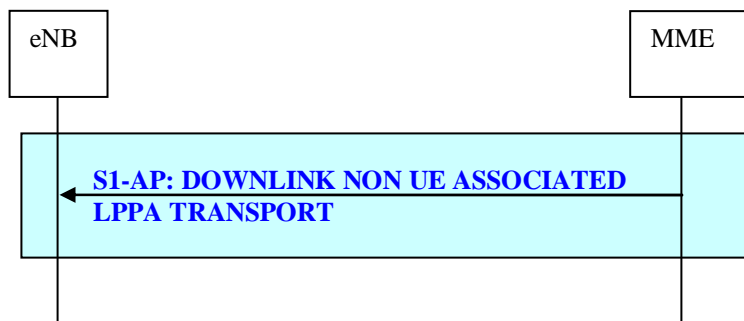 eNB
MME
S1-AP: DOWNLINK NON UE ASSOCIATED
LPPA TRANSPORT